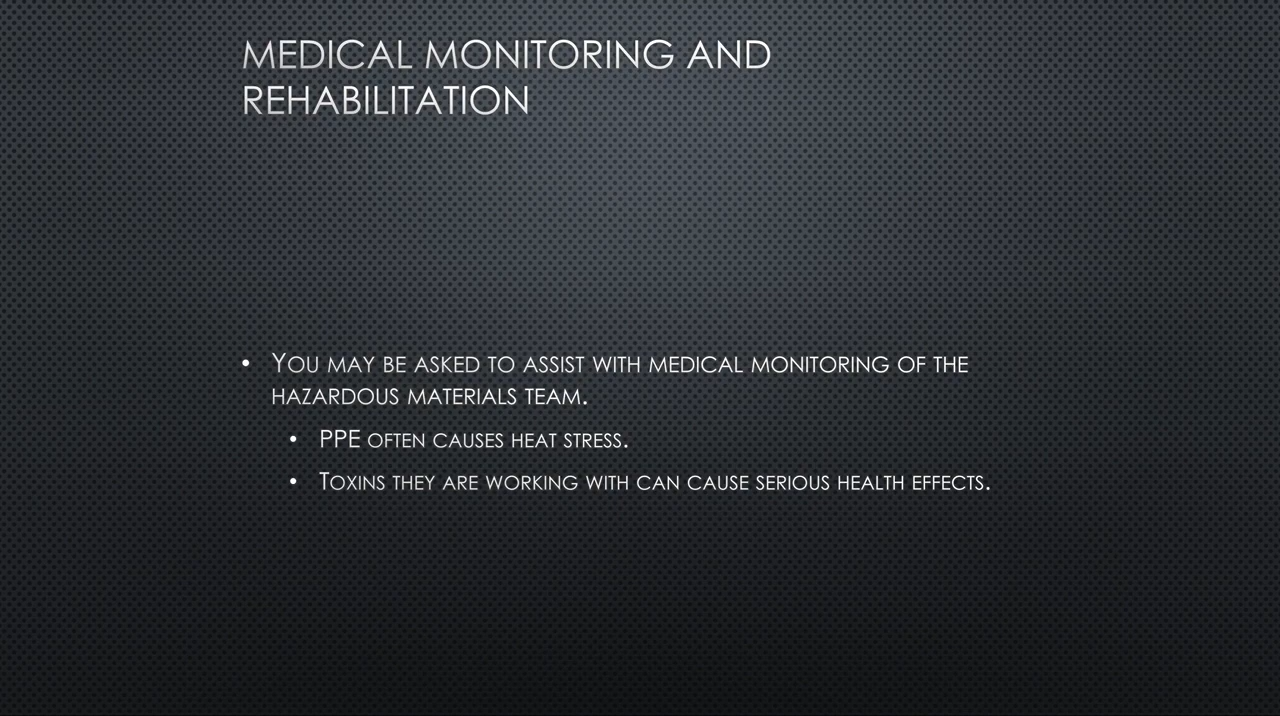 MEDICAL MONITORING AND
REHABILITATION
• YOU MAY BE ASKED TO ASSIST WITH MEDICAL MONITORING OF THE
HAZARDOUS MATERIALS TEAM.
• PPE OFTEN CAUSES HEAT STRESS.
• TOXINS THEY ARE WORKING WITH CAN CAUSE SERIOUS HEALTH EFFECTS.